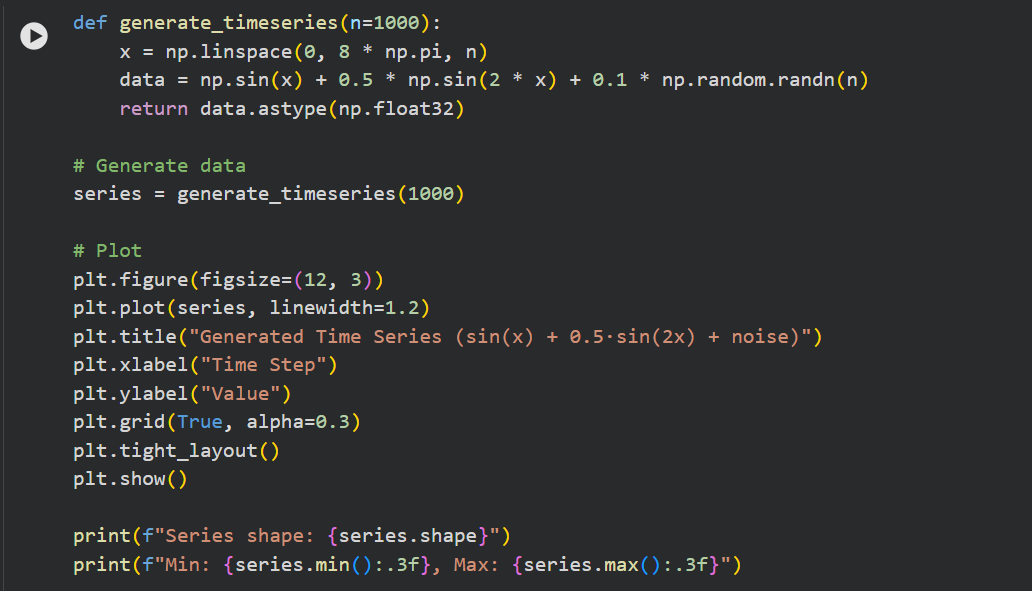 def generate_timeseries(n=1000):
    x = np.linspace(0, 8 * np.pi, n)
    data = np.sin(x) + 0.5 * np.sin(2 * x) + 0.1 * np.random.randn(n)
    return data.astype(np.float32)

# Generate data
series = generate_timeseries(1000)

# Plot
plt.figure(figsize=(12, 3))
plt.plot(series, linewidth=1.2)
plt.title("Generated Time Series (sin(x) + 0.5·sin(2x) + noise)")
plt.xlabel("Time Step")
plt.ylabel("Value")
plt.grid(True, alpha=0.3)
plt.tight_layout()
plt.show()

print(f"Series shape: {series.shape}")
print(f"Min: {series.min():.3f}, Max: {series.max():.3f}")